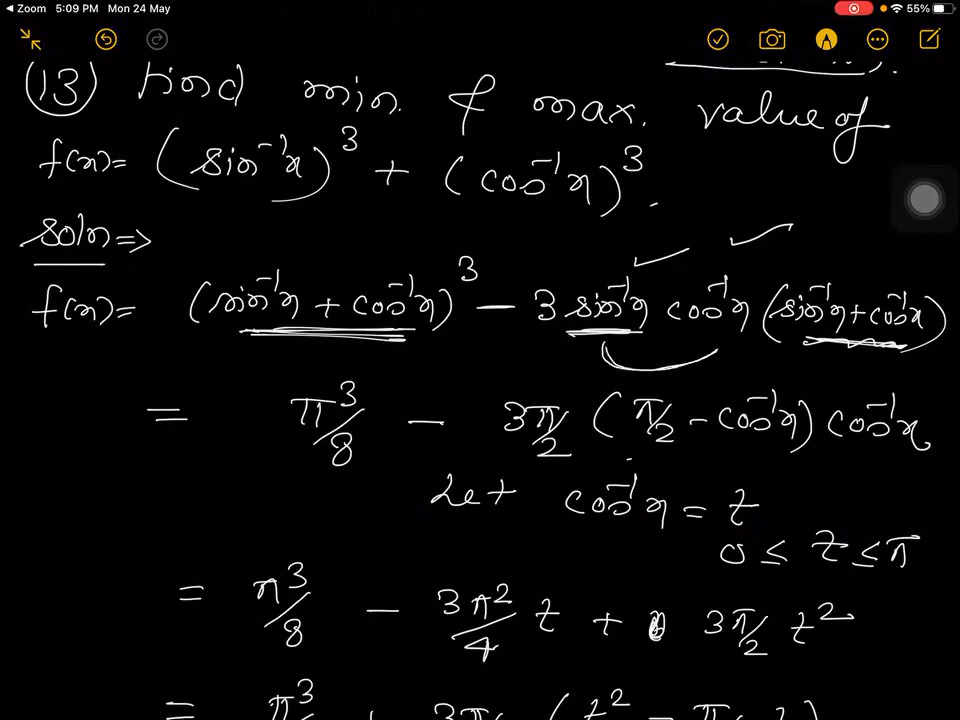 Zoom 5:09 PM Mon 24 May 55%
(13) Find min. & max. value of
f(x) = (sin⁻¹x)³ + (cos⁻¹x)³.
soln ⇒
f(x) = (sin⁻¹x + cos⁻¹x)³ − 3 sin⁻¹x cos⁻¹x (sin⁻¹x + cos⁻¹x)
= π³/8 − 3π/2 (π/2 − cos⁻¹x) cos⁻¹x
Let cos⁻¹x = t
0 ≤ t ≤ π
= π³/8 − 3π²/4 t + 3π/2 t²